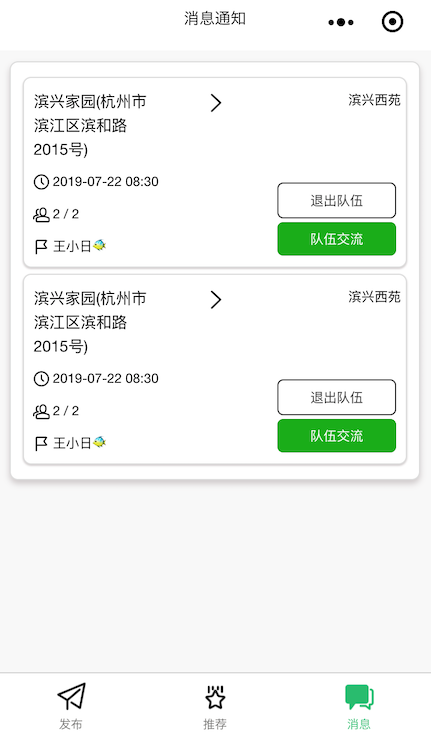 消息通知
滨兴家园(杭州市
滨江区滨和路
2015号)
滨兴西苑
2019-07-22 08:30
2 / 2
王小日
退出队伍
队伍交流
滨兴家园(杭州市
滨江区滨和路
2015号)
滨兴西苑
2019-07-22 08:30
2 / 2
王小日
退出队伍
队伍交流
发布
推荐
消息